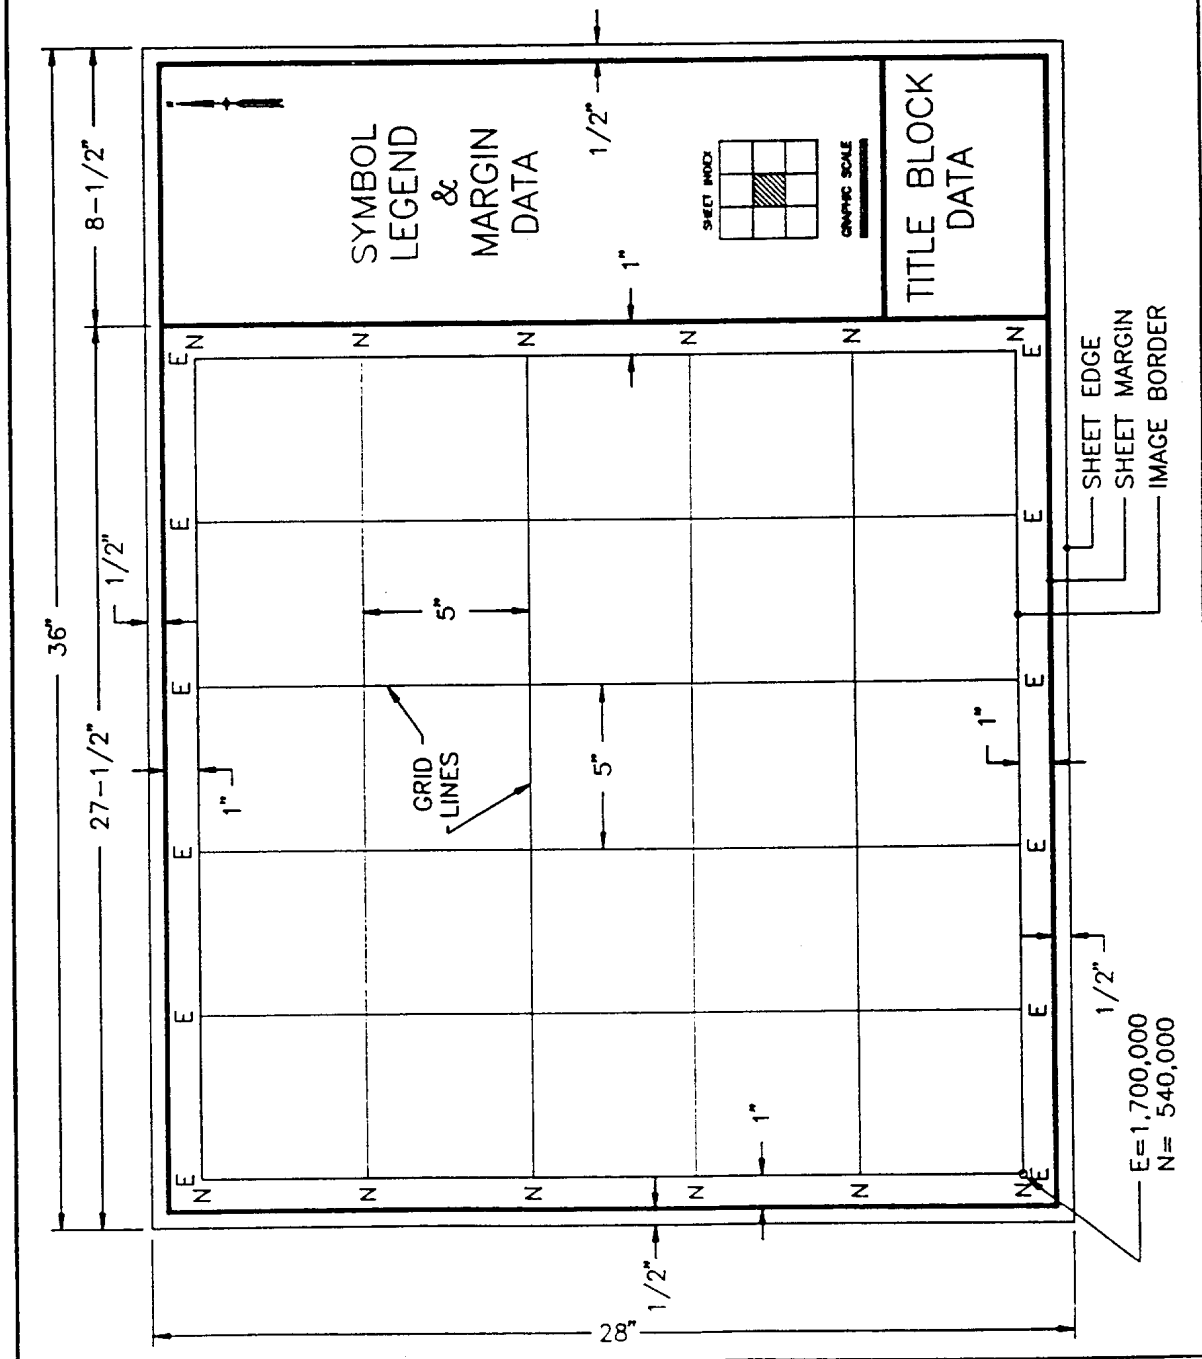 36"
27-1/2"
8-1/2"
1/2"
1"
E
E
E
E
E
E
N
N
N
N
N
N
N
N
N
N
N
N
E
E
E
E
E
E
5"
5"
GRID
LINES
1"
1"
1"
1/2"
1/2"
1/2"
28"
SYMBOL
LEGEND
&
MARGIN
DATA
SHEET INDEX
GRAPHIC SCALE
TITLE BLOCK
DATA
SHEET EDGE
SHEET MARGIN
IMAGE BORDER
E=1,700,000
N= 540,000